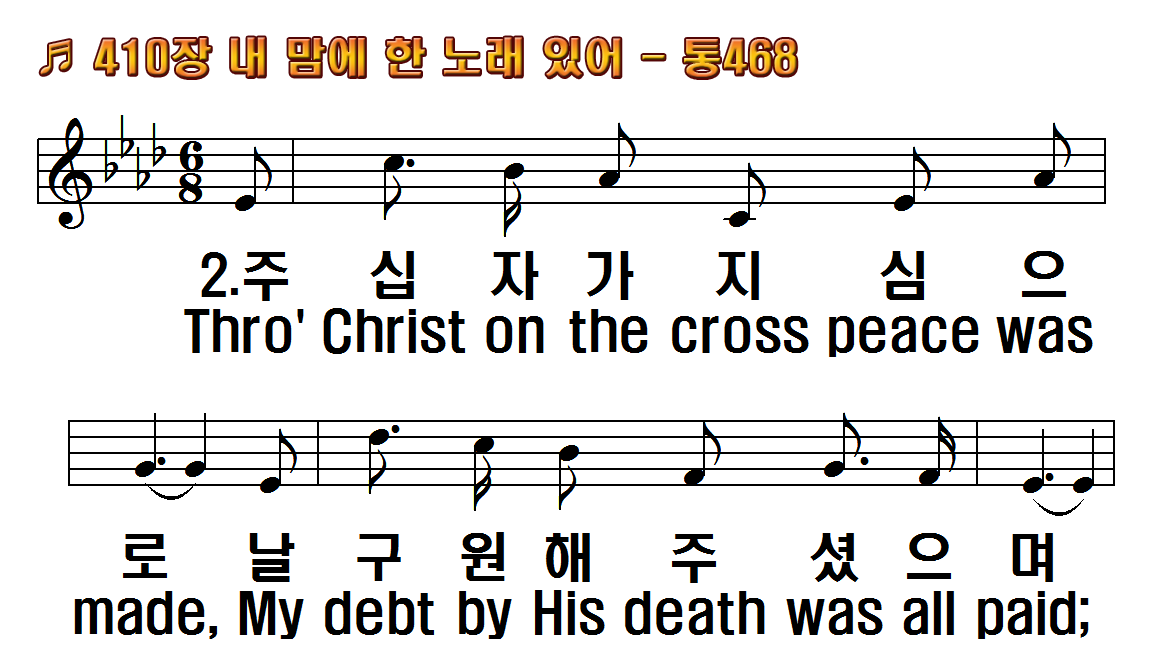 ♬ 410장 내 맘에 한 노래 있어 - 통468
6
8
2.주 십 자 가 지 심 으
Thro' Christ on the cross peace was
로 날 구 원 해 주 셨 으 며
made, My debt by His death was all paid;